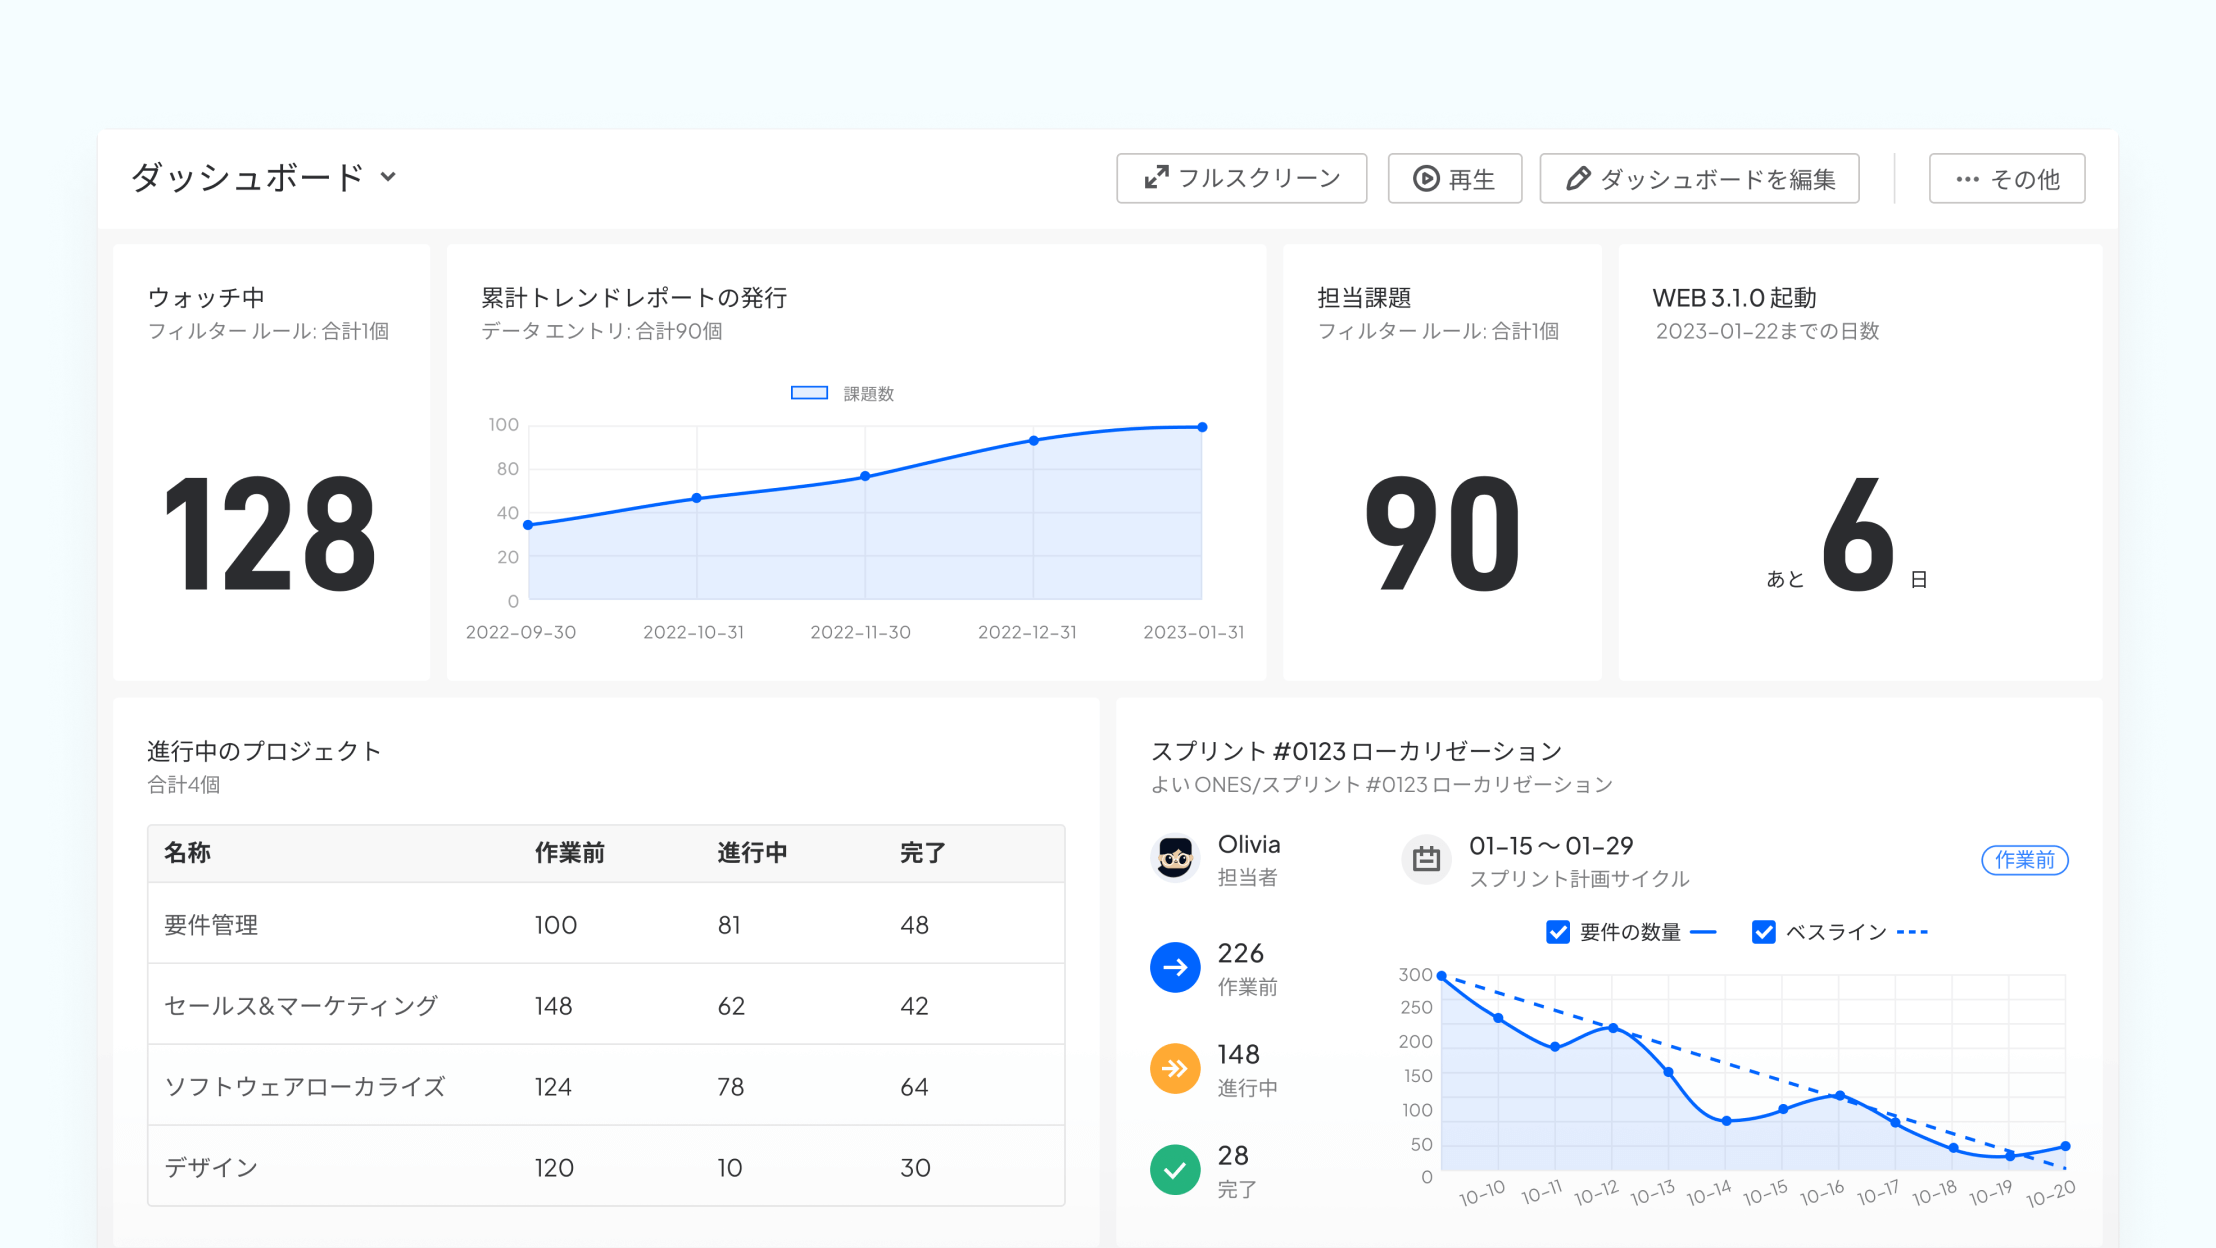 ダッシュボード
フルスクリーン
再生
ダッシュボードを編集
その他
ウォッチ中
フィルター ルール: 合計1個
128
累計トレンドレポートの発行
データ エントリ: 合計90個
課題数
100
80
40
20
0
2022-09-30
2022-10-31
2022-11-30
2022-12-31
2023-01-31
担当課題
フィルター ルール: 合計1個
90
WEB 3.1.0 起動
2023-01-22までの日数
あと 6 日
進行中のプロジェクト
合計4個
名称 作業前 進行中 完了
要件管理 100 81 48
セールス&マーケティング 148 62 42
ソフトウェアローカライズ 124 78 64
デザイン 120 10 30
スプリント #0123 ローカリゼーション
よい ONES/スプリント #0123 ローカリゼーション
Olivia
担当者
01-15 〜 01-29
スプリント計画サイクル
作業前
226
作業前
148
進行中
28
完了
要件の数量
ベスライン
300
250
200
150
100
50
0
10-10
10-11
10-12
10-13
10-14
10-15
10-16
10-17
10-18
10-19
10-20